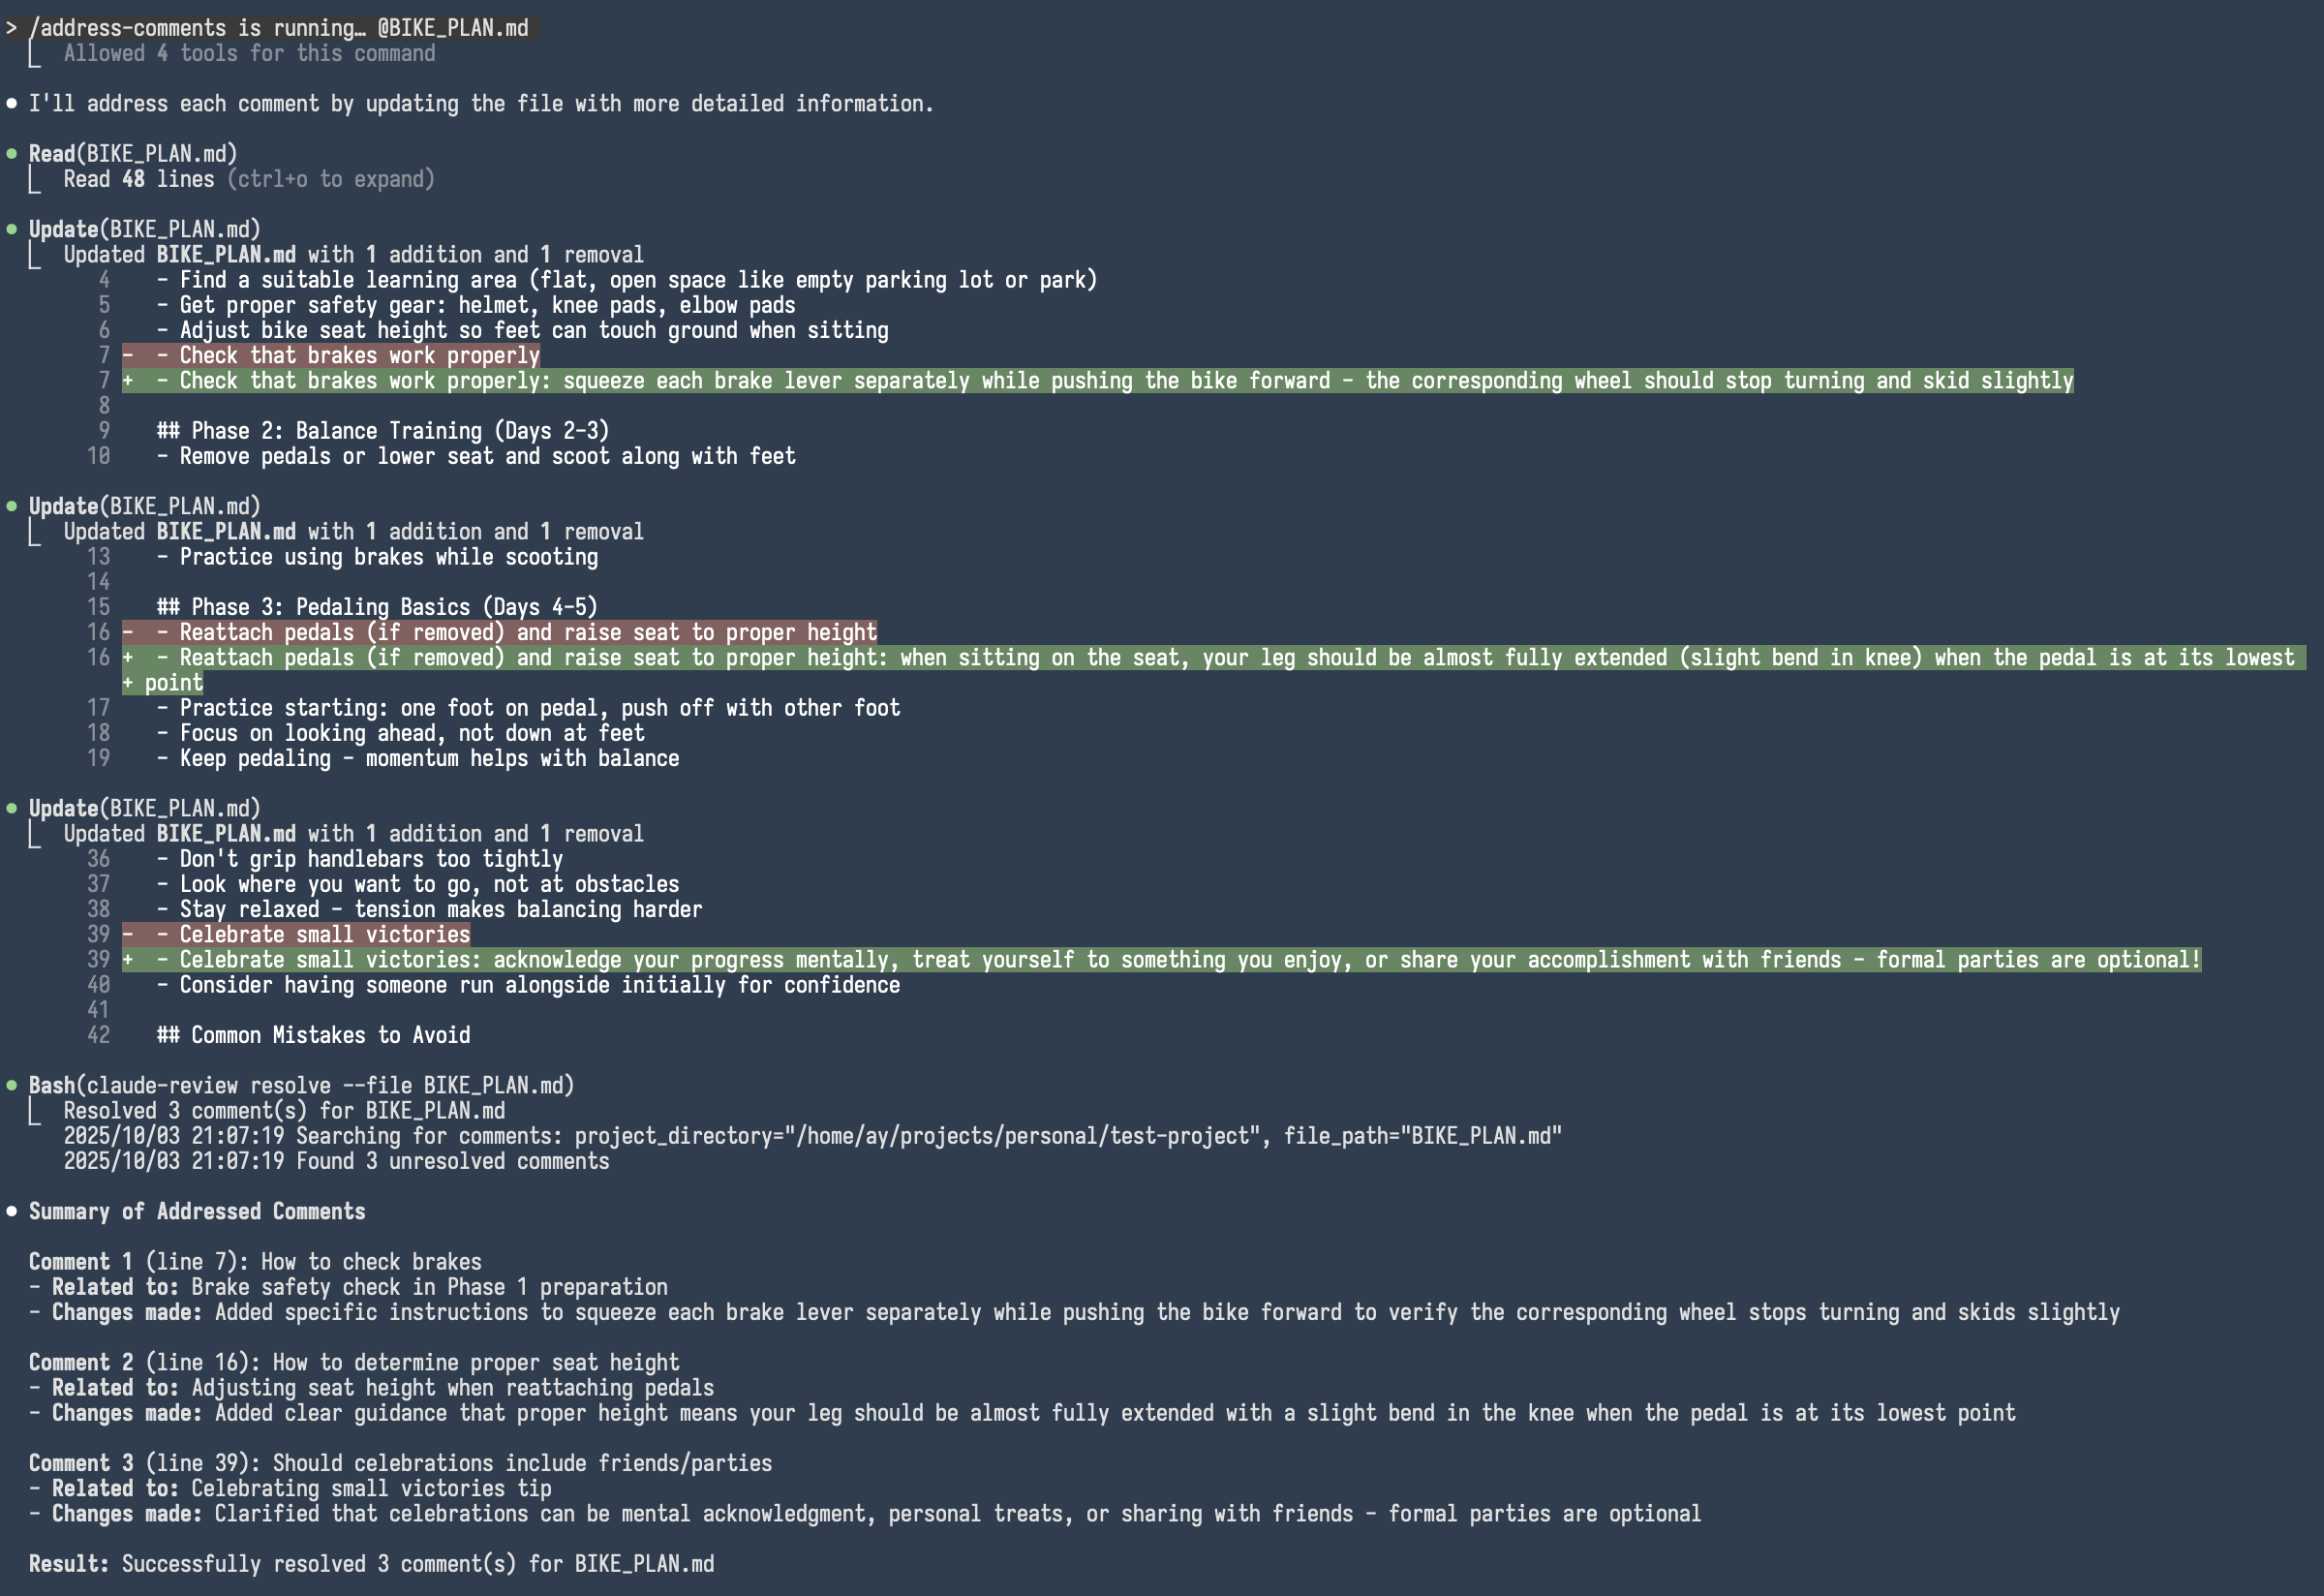 > /address-comments is running… @BIKE_PLAN.md
⎿ Allowed 4 tools for this command
● I'll address each comment by updating the file with more detailed information.
● Read(BIKE_PLAN.md)
⎿ Read 48 lines (ctrl+o to expand)
● Update(BIKE_PLAN.md)
⎿ Updated BIKE_PLAN.md with 1 addition and 1 removal
4 - Find a suitable learning area (flat, open space like empty parking lot or park)
5 - Get proper safety gear: helmet, knee pads, elbow pads
6 - Adjust bike seat height so feet can touch ground when sitting
7 - - Check that brakes work properly
7 + - Check that brakes work properly: squeeze each brake lever separately while pushing the bike forward - the corresponding wheel should stop turning and skid slightly
8
9 ## Phase 2: Balance Training (Days 2-3)
10 - Remove pedals or lower seat and scoot along with feet
● Update(BIKE_PLAN.md)
⎿ Updated BIKE_PLAN.md with 1 addition and 1 removal
13 - Practice using brakes while scooting
14
15 ## Phase 3: Pedaling Basics (Days 4-5)
16 - - Reattach pedals (if removed) and raise seat to proper height
16 + - Reattach pedals (if removed) and raise seat to proper height: when sitting on the seat, your leg should be almost fully extended (slight bend in knee) when the pedal is at its lowest
+ point
17 - Practice starting: one foot on pedal, push off with other foot
18 - Focus on looking ahead, not down at feet
19 - Keep pedaling - momentum helps with balance
● Update(BIKE_PLAN.md)
⎿ Updated BIKE_PLAN.md with 1 addition and 1 removal
36 - Don't grip handlebars too tightly
37 - Look where you want to go, not at obstacles
38 - Stay relaxed - tension makes balancing harder
39 - - Celebrate small victories
39 + - Celebrate small victories: acknowledge your progress mentally, treat yourself to something you enjoy, or share your accomplishment with friends - formal parties are optional!
40 - Consider having someone run alongside initially for confidence
41
42 ## Common Mistakes to Avoid
● Bash(claude-review resolve --file BIKE_PLAN.md)
⎿ Resolved 3 comment(s) for BIKE_PLAN.md
2025/10/03 21:07:19 Searching for comments: project_directory="/home/ay/projects/personal/test-project", file_path="BIKE_PLAN.md"
2025/10/03 21:07:19 Found 3 unresolved comments
● Summary of Addressed Comments
Comment 1 (line 7): How to check brakes
- Related to: Brake safety check in Phase 1 preparation
- Changes made: Added specific instructions to squeeze each brake lever separately while pushing the bike forward to verify the corresponding wheel stops turning and skids slightly
Comment 2 (line 16): How to determine proper seat height
- Related to: Adjusting seat height when reattaching pedals
- Changes made: Added clear guidance that proper height means your leg should be almost fully extended with a slight bend in the knee when the pedal is at its lowest point
Comment 3 (line 39): Should celebrations include friends/parties
- Related to: Celebrating small victories tip
- Changes made: Clarified that celebrations can be mental acknowledgment, personal treats, or sharing with friends - formal parties are optional
Result: Successfully resolved 3 comment(s) for BIKE_PLAN.md